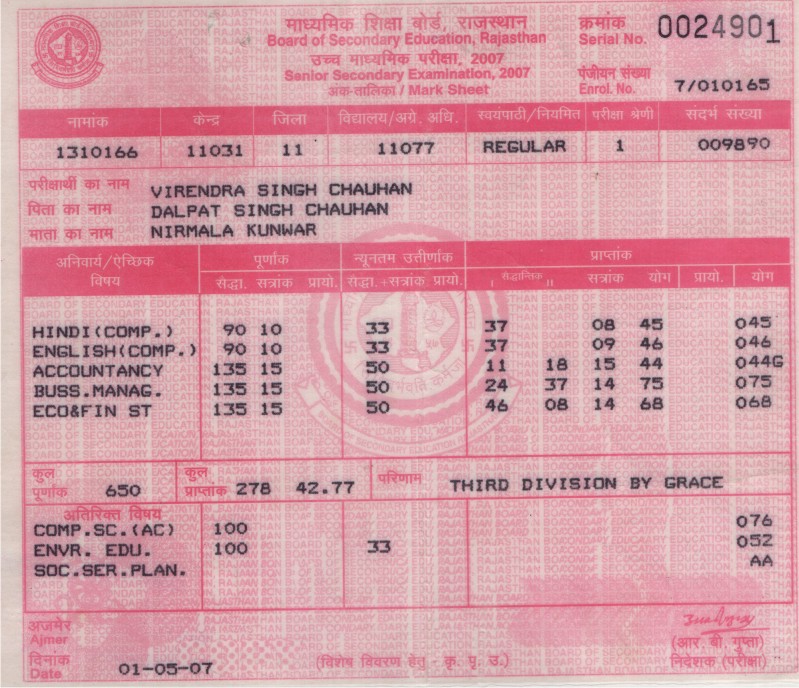 माध्यमिक शिक्षा बोर्ड, राजस्थान
Board of Secondary Education, Rajasthan
उच्च माध्यमिक परीक्षा, 2007
Senior Secondary Examination, 2007
अंक-तालिका / Mark Sheet
क्रमांक
Serial No. 0024901
पंजीयन संख्या
Enrol. No. 7/010165
नामांक केन्द्र जिला विद्यालय/अग्रे. अधि. स्वयपाठी/नियमित परीक्षा श्रेणी संदर्भ संख्या
1310166 11031 11 11077 REGULAR 1 009890
परीक्षार्थी का नाम VIRENDRA SINGH CHAUHAN
पिता का नाम DALPAT SINGH CHAUHAN
माता का नाम NIRMALA KUNWAR
अनिवार्य/ऐच्छिक विषय पूर्णांक न्यूनतम उत्तीर्णांक प्राप्तांक
सैद्धा. सत्रांक प्रायो. सैद्धा.+सत्रांक प्रायो. I सैद्धान्तिक II सत्रांक योग प्रायो. योग
HINDI(COMP.) 90 10 33 37 08 45 045
ENGLISH(COMP.) 90 10 33 37 09 46 046
ACCOUNTANCY 135 15 50 11 18 15 44 044G
BUSS.MANAG. 135 15 50 24 37 14 75 075
ECO&FIN ST 135 15 50 46 08 14 68 068
कुल पूर्णांक 650 कुल प्राप्तांक 278 42.77 परिणाम THIRD DIVISION BY GRACE
अतिरिक्त विषय
COMP.SC.(AC) 100 076
ENVR. EDU. 100 33 052
SOC.SER.PLAN. AA
अजमेर
Ajmer
दिनांक
Date 01-05-07
(विशेष विवरण हेतु कृ. पृ. उ.)
(आर. बी. गुप्ता)
निदेशक (परीक्षा)